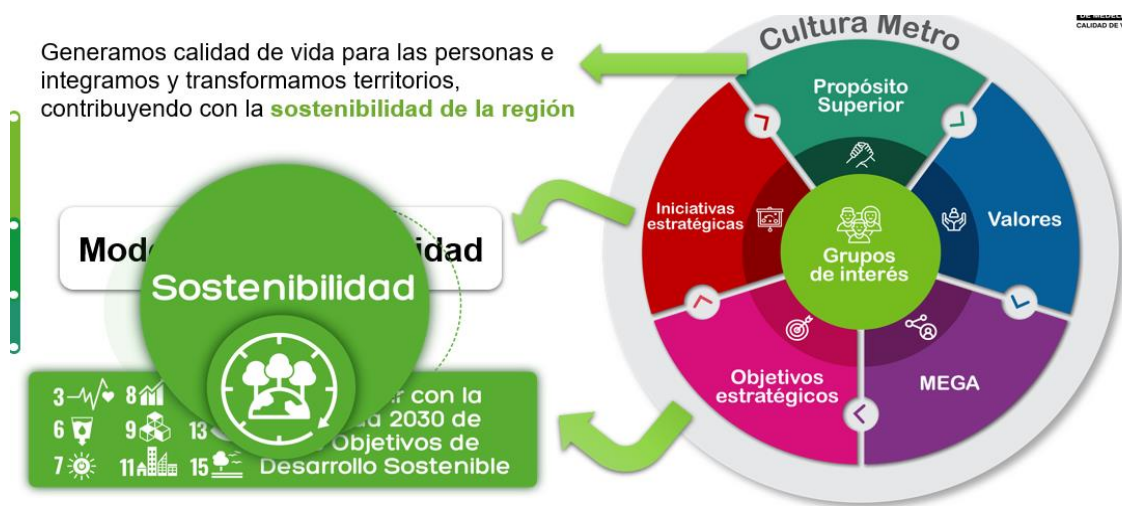 CALIDAD DE V
Generamos calidad de vida para las personas e
integramos y transformamos territorios,
contribuyendo con la sostenibilidad de la región
Mod idad
Sostenibilidad
3 8
6 9 13
7 11 15
r con la
a 2030 de
Objetivos de
Desarrollo Sostenible
Cultura Metro
Propósito
Superior
Iniciativas
estratégicas
Valores
Grupos
de interés
Objetivos
estratégicos
MEGA